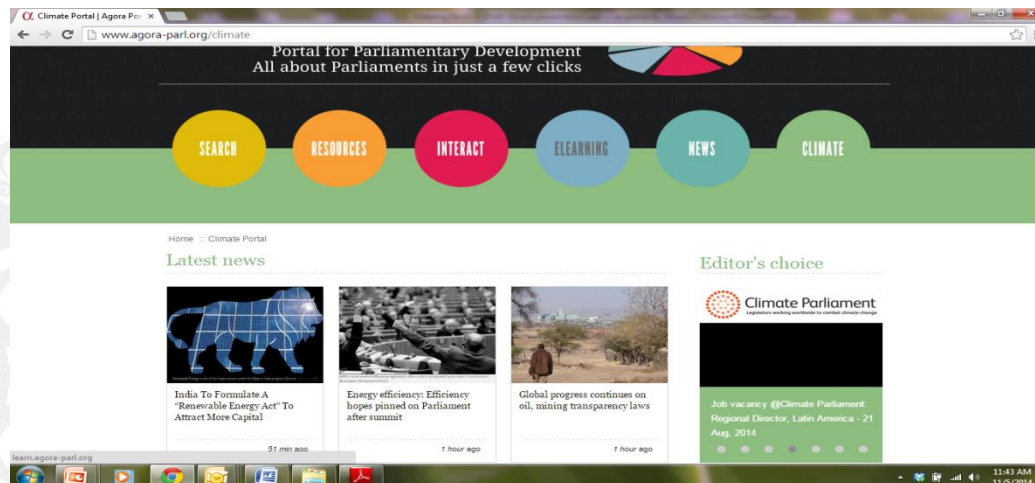 Climate Portal | Agora Por
www.agora-parl.org/climate
Portal for Parliamentary Development
All about Parliaments in just a few clicks
SEARCH
RESOURCES
INTERACT
ELEARNING
NEWS
CLIMATE
Home :: Climate Portal
Latest news
Editor's choice
Climate Parliament
Legislators working worldwide to combat climate change
India To Formulate A
"Renewable Energy Act" To
Attract More Capital
51 min ago
Energy efficiency: Efficiency
hopes pinned on Parliament
after summit
1 hour ago
Global progress continues on
oil, mining transparency laws
1 hour ago
Job vacancy @Climate Parliament:
Regional Director, Latin America - 21
Aug, 2014
learn.agora-parl.org
11:43 AM
11/5/2014